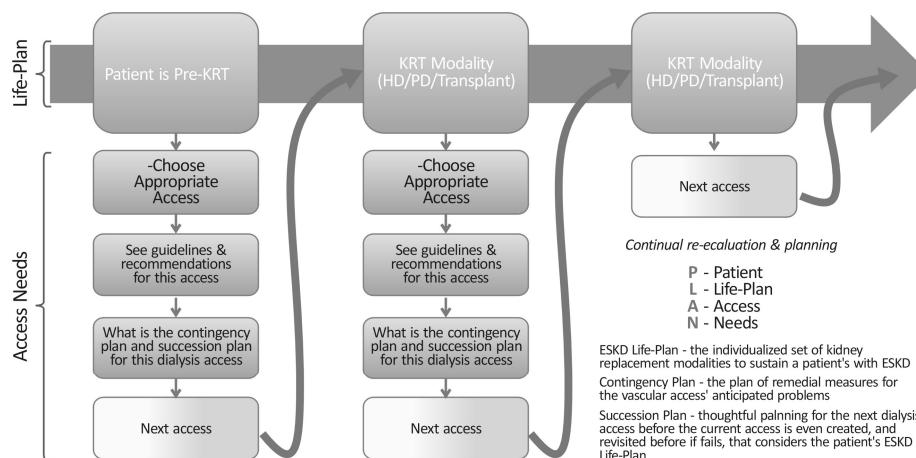 Life-Plan
Patient is Pre-KRT
KRT Modality
(HD/PD/Transplant)
KRT Modality
(HD/PD/Transplant)
Access Needs
-Choose
Appropriate
Access
See guidelines &
recommendations
for this access
What is the contingency
plan and succession plan
for this dialysis access
Next access
-Choose
Appropriate
Access
See guidelines &
recommendations
for this access
What is the contingency
plan and succession plan
for this dialysis access
Next access
Next access
Continual re-ecaluation & planning
P - Patient
L - Life-Plan
A - Access
N - Needs
ESKD Life-Plan - the individualized set of kidney
replacement modalities to sustain a patient's with ESKD
Contingency Plan - the plan of remedial measures for
the vascular access' anticipated problems
Succession Plan - thoughtful palnning for the next dialysis
access before the current access is even created, and
revisited before if fails, that considers the patient's ESKD
Life-Plan